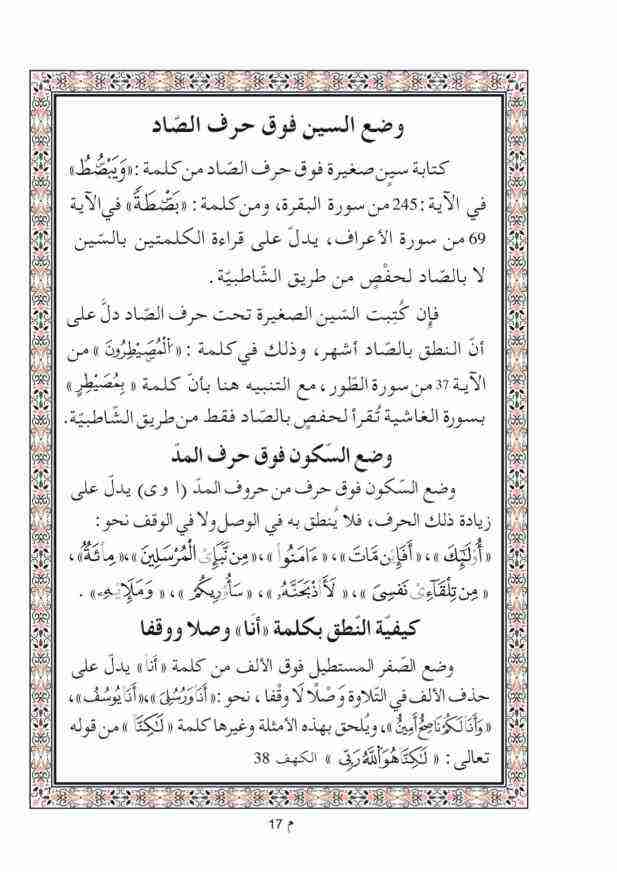 وضع السين فوق حرف الصّاد
كتابة سين صغيرة فوق حرف الصّاد من كلمة : «وَيَبْصُۜطُ»
في الآية : 245 من سورة البقرة، ومن كلمة : «بَصْۜطَةٗ» في الآية
69 من سورة الأعراف، يدلّ على قراءة الكلمتين بالسّين
لا بالصّاد لحفْصٍ من طريق الشّاطبيّة .
فإن كُتِبت السّين الصغيرة تحت حرف الصّاد دلَّ على
أنّ النطق بالصّاد أشهر، وذلك في كلمة : «اَلْمُصَۣيْطِرُونَ» من
الآية 37 من سورة الطّور، مع التنبيه هنا بأنّ كلمة « بِمُصَيْطِرٍ »
بسورة الغاشية تُقرأ لحفصٍ بالصّاد فقط من طريق الشّاطبيّة.
وضع السّكون فوق حرف المدّ
وضع السّكون فوق حرف من حروف المدّ (ا و ى) يدلّ على
زيادة ذلك الحرف، فلا يُنطق به في الوصل ولا في الوقف نحو :
« أُوْلَٰٓئِكَ »، « أَفَإِيْن مَّاتَ »، « ءَامَنُواْ »، « مِن نَّبَإِيْ الْمُرْسَلِينَ »، « مِاْئَةٌ »،
« مِن تِلْقَآءِيْ نَفْسِىَ »، « لَأَاْذْبَحَنَّهُۥ »، « سَأُوْرِيكُمْ »، « وَمَلَإِيْهِۦ » .
كيفيّة النّطق بكلمة «أنَا» وصلا ووقفا
وضع الصّفر المستطيل فوق الألف من كلمة « أنا » يدلّ على
حذف الألف في التّلاوة وَصْلًا لَا وقْفا ، نحو : « أَنَا۠ وَرُسُلِىٓ »، « أَنَا۠ يُوسُفُ »،
« وَأَنَا۠ لَكُمْ نَاصِحٌ أَمِينٌ »، ويُلحق بهذه الأمثلة وغيرها كلمة « لَّٰكِنَّا۠ » من قوله
تعالى : « لَّٰكِنَّا۠ هُوَ اَللَّهُ رَبِّى » الكهف 38
م 17